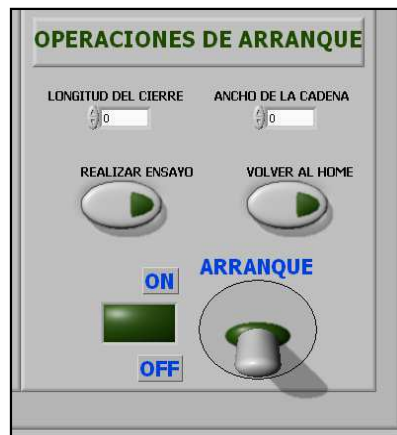 OPERACIONES DE ARRANQUE
LONGITUD DEL CIERRE ANCHO DE LA CADENA
0 0
REALIZAR ENSAYO VOLVER AL HOME
ARRANQUE
ON
OFF